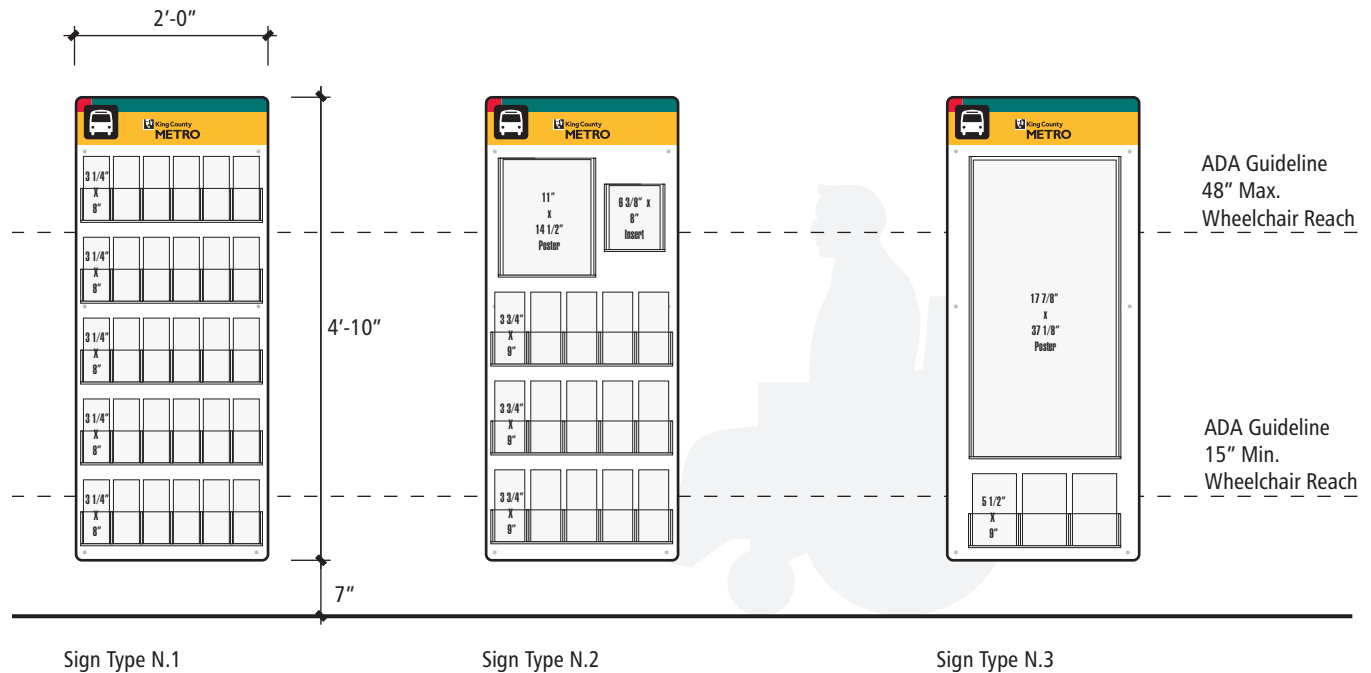 2'-0"
King County
METRO
3 1/4"
X
8"
3 1/4"
X
8"
3 1/4"
X
8"
3 1/4"
X
8"
3 1/4"
X
8"
4'-10"
7"
King County
METRO
11"
x
14 1/2"
Poster
6 3/8" x
8"
Insert
3 3/4"
X
9"
3 3/4"
X
9"
3 3/4"
X
9"
King County
METRO
17 7/8"
x
37 1/8"
Poster
5 1/2"
X
9"
ADA Guideline
48" Max.
Wheelchair Reach
ADA Guideline
15" Min.
Wheelchair Reach
Sign Type N.1
Sign Type N.2
Sign Type N.3